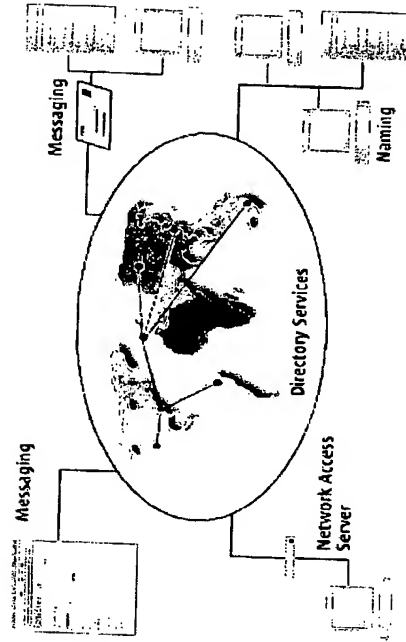 Messaging
Messaging
Directory Services
Network Access
Server
Naming